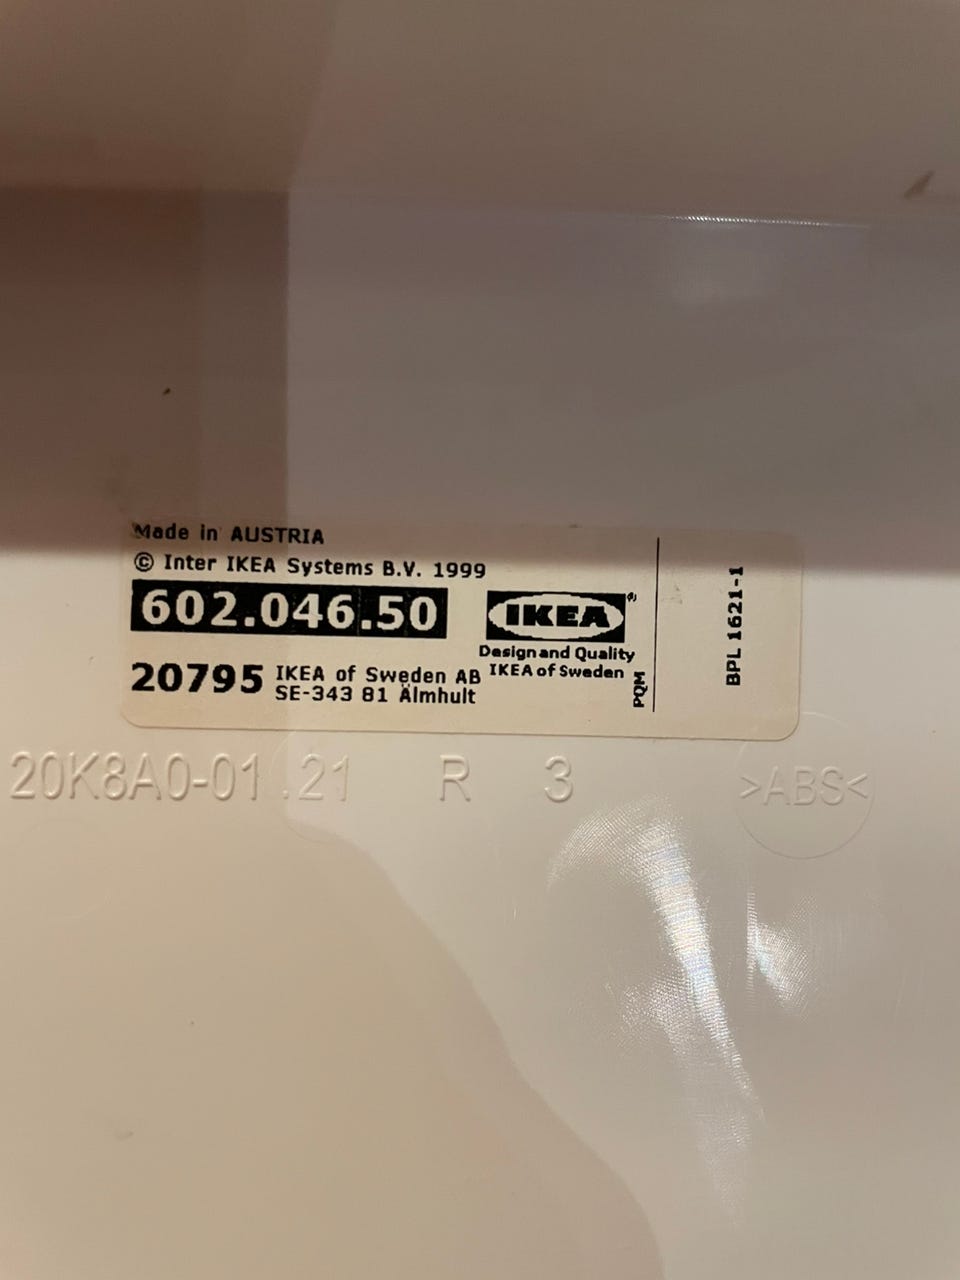 Made in AUSTRIA
© Inter IKEA Systems B.V. 1999
602.046.50
IKEA®
Design and Quality
IKEA of Sweden
20795
IKEA of Sweden AB
SE-343 81 Älmhult
PQM
BPL 1621-1
20K8A0-01.21 R 3 >ABS<